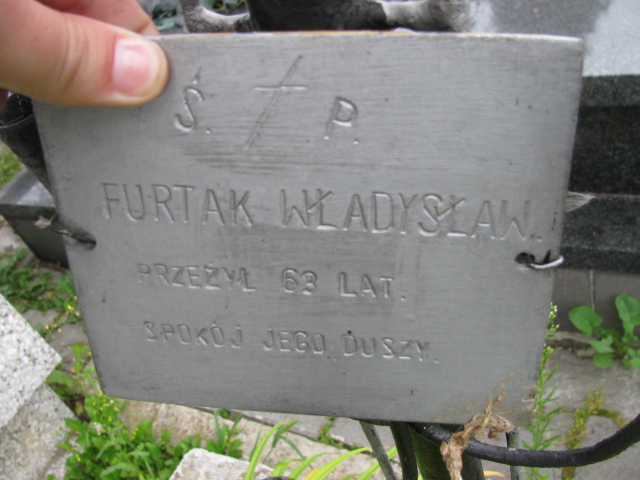 Ś. † P.
FURTAK WŁADYSŁAW.
PRZEŻYŁ 63 LAT.
SPOKÓJ JEGO DUSZY.